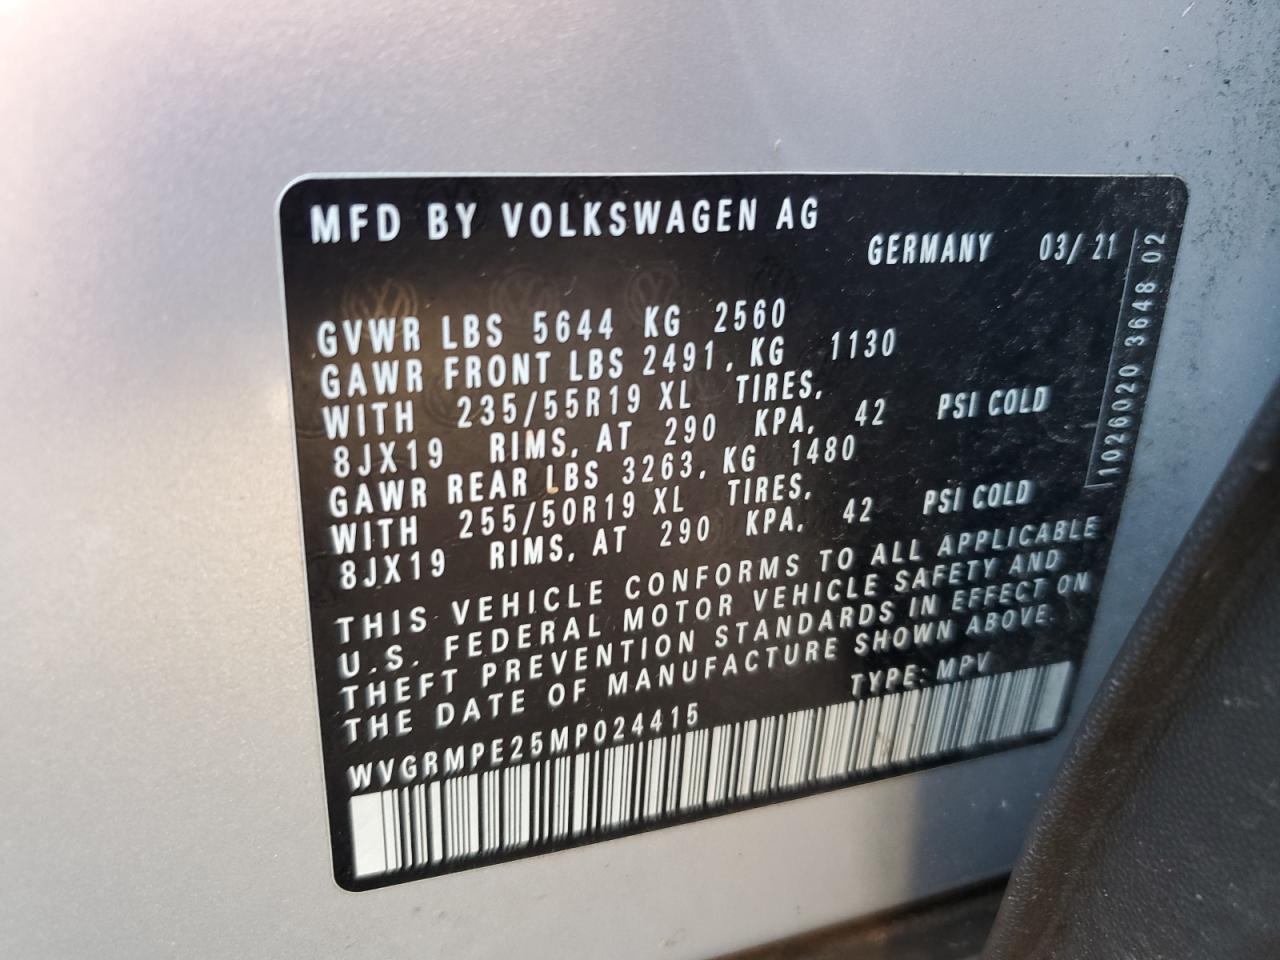 MFD BY VOLKSWAGEN AG
GERMANY 03/21
GVWR LBS 5644 KG 2560
GAWR FRONT LBS 2491, KG 1130
WITH 235/55R19 XL TIRES,
8JX19 RIMS, AT 290 KPA, 42 PSI COLD
GAWR REAR LBS 3263, KG 1480
WITH 255/50R19 XL TIRES,
8JX19 RIMS, AT 290 KPA, 42 PSI COLD
THIS VEHICLE CONFORMS TO ALL APPLICABLE
U.S. FEDERAL MOTOR VEHICLE SAFETY AND
THEFT PREVENTION STANDARDS IN EFFECT ON
THE DATE OF MANUFACTURE SHOWN ABOVE.
TYPE: MPV
WVGRMPE25MP024415
1026020 3648 02